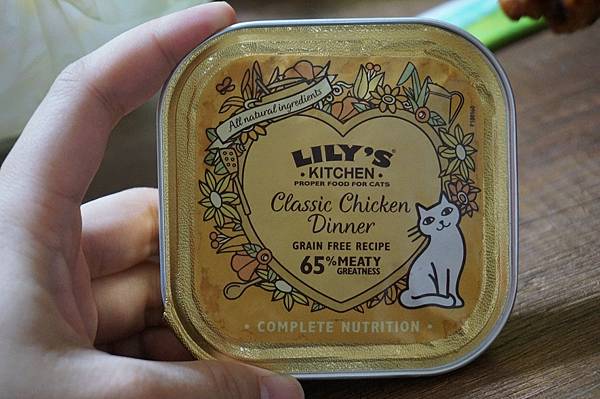 All natural ingredients
LILY'S
• KITCHEN •
PROPER FOOD FOR CATS
Classic Chicken
Dinner
GRAIN FREE RECIPE
65% MEATY
GREATNESS
• COMPLETE NUTRITION •